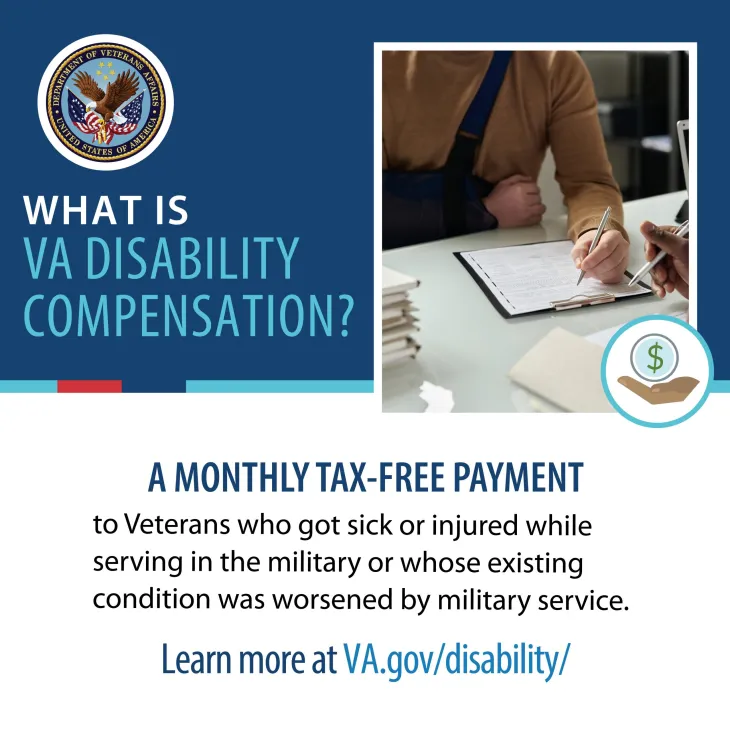 DEPARTMENT OF VETERANS AFFAIRS
UNITED STATES OF AMERICA
WHAT IS
VA DISABILITY
COMPENSATION?
$
A MONTHLY TAX-FREE PAYMENT
to Veterans who got sick or injured while
serving in the military or whose existing
condition was worsened by military service.
Learn more at VA.gov/disability/